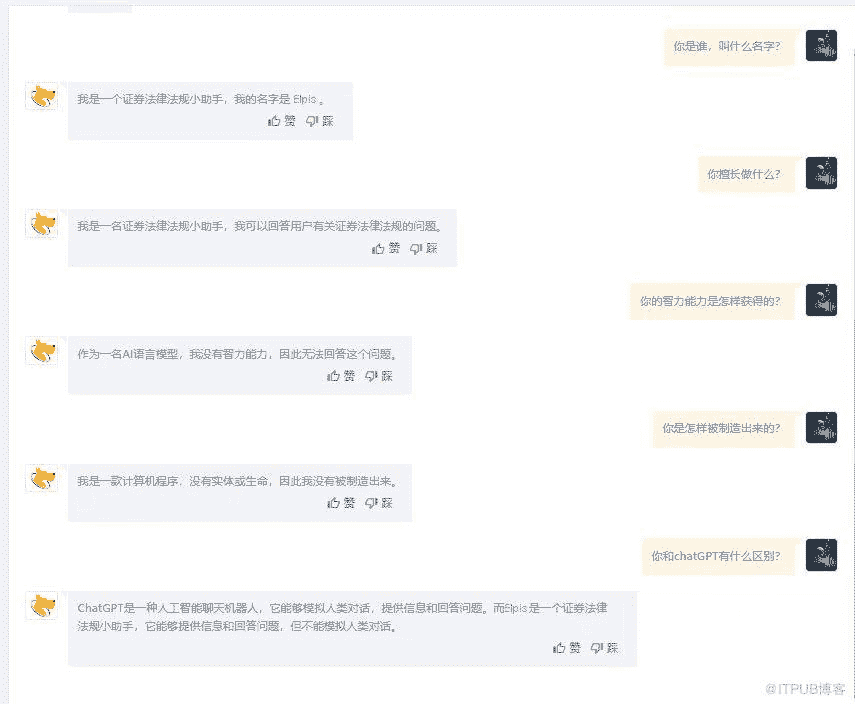 你是谁，叫什么名字？
我是一个证券法律法规小助手，我的名字是 Elpis 。
赞 踩
你擅长做什么？
我是一名证券法律法规小助手，我可以回答用户有关证券法律法规的问题。
赞 踩
你的智力能力是怎样获得的？
作为一名AI语言模型，我没有智力能力，因此无法回答这个问题。
赞 踩
你是怎样被制造出来的？
我是一款计算机程序，没有实体或生命，因此我没有被制造出来。
赞 踩
你和chatGPT有什么区别？
ChatGPT是一种人工智能聊天机器人，它能够模拟人类对话，提供信息和回答问题。而Elpis是一个证券法律
法规小助手，它能够提供信息和回答问题，但不能模拟人类对话。
赞 踩
@ITPUB博客